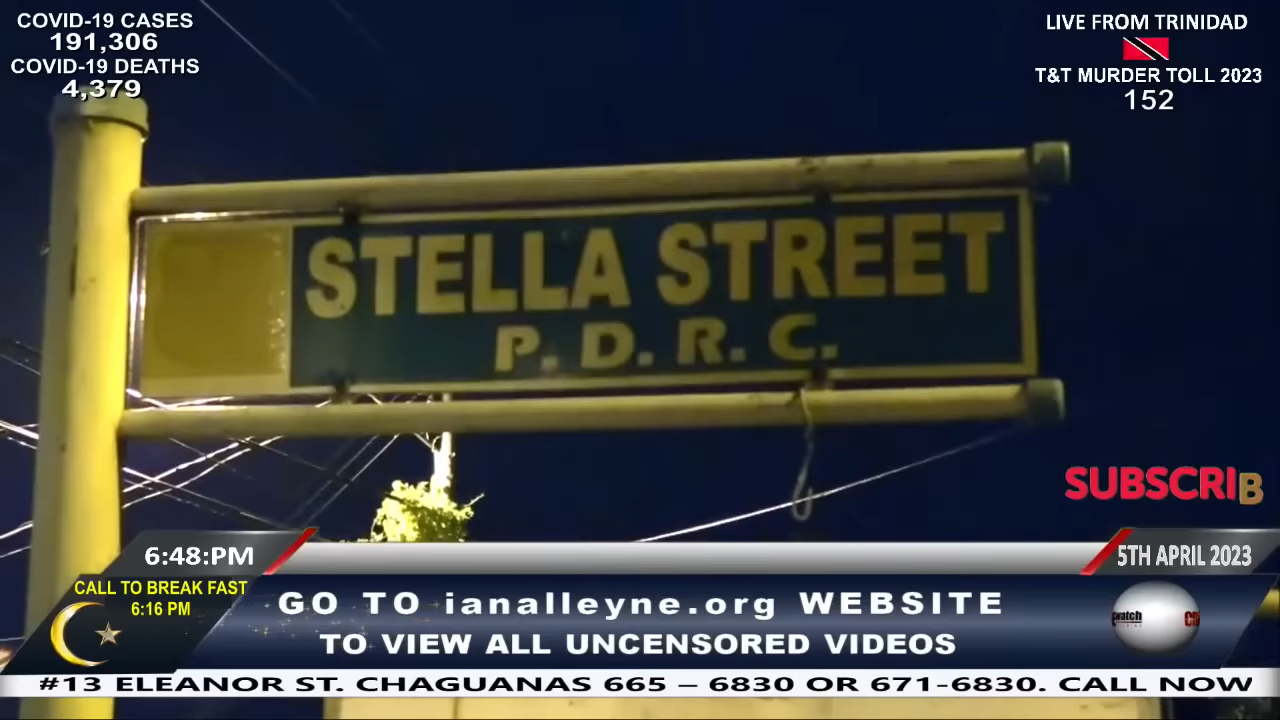 COVID-19 CASES
191,306
COVID-19 DEATHS
4,379
LIVE FROM TRINIDAD
T&T MURDER TOLL 2023
152
STELLA STREET
P. D. R. C.
SUBSCRIB
6:48:PM
5TH APRIL 2023
CALL TO BREAK FAST
6:16 PM
GO TO ianalleyne.org WEBSITE
TO VIEW ALL UNCENSORED VIDEOS
watch
#13 ELEANOR ST. CHAGUANAS 665 – 6830 OR 671-6830. CALL NOW